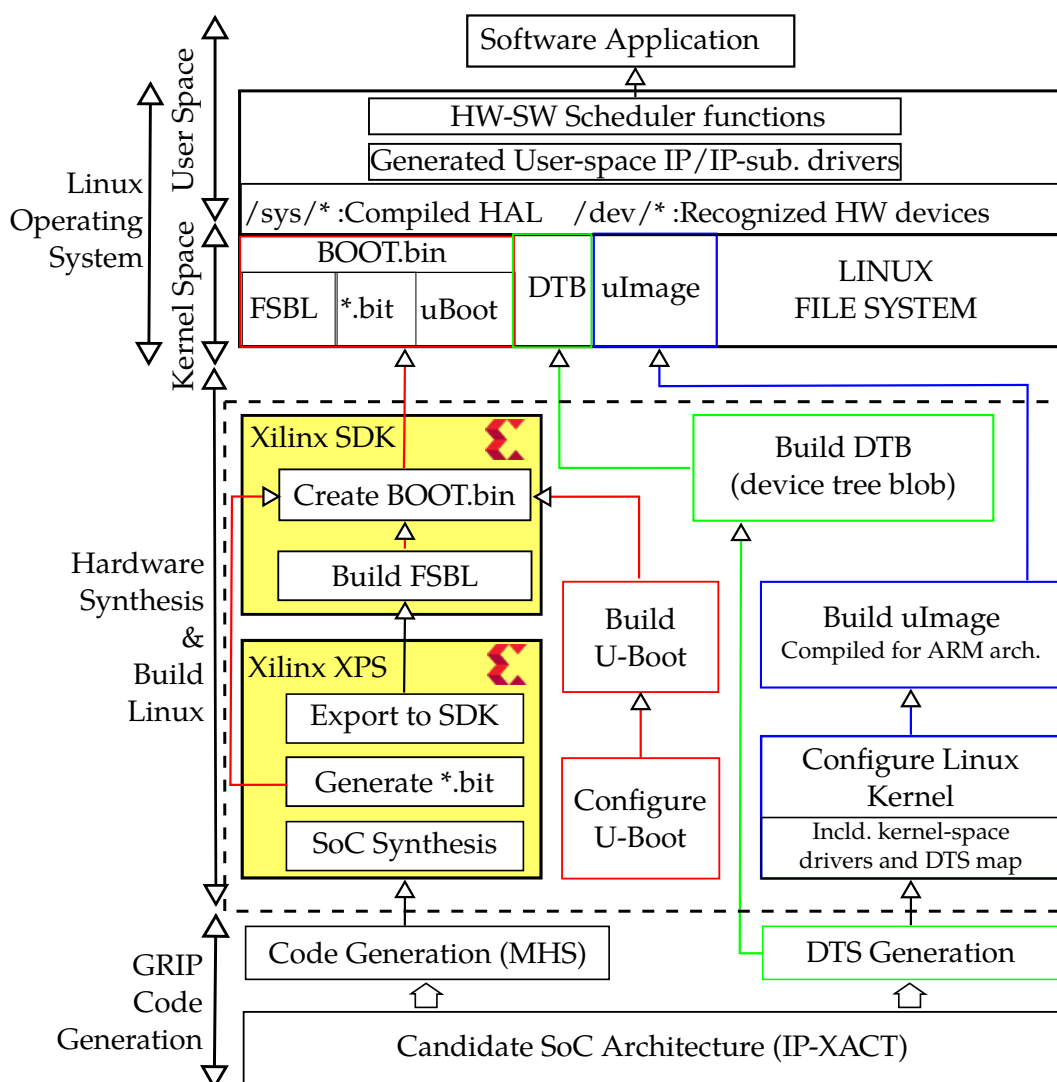 Software Application
User Space
HW-SW Scheduler functions
Generated User-space IP/IP-sub. drivers
Linux
Operating
System
/sys/* :Compiled HAL /dev/* :Recognized HW devices
Kernel Space
BOOT.bin
FSBL
*.bit
uBoot
DTB
uImage
LINUX
FILE SYSTEM
Hardware
Synthesis
&
Build
Linux
Xilinx SDK
Create BOOT.bin
Build FSBL
Build DTB
(device tree blob)
Build
U-Boot
Build uImage
Compiled for ARM arch.
Xilinx XPS
Export to SDK
Generate *.bit
SoC Synthesis
Configure
U-Boot
Configure Linux
Kernel
Incld. kernel-space
drivers and DTS map
GRIP
Code
Generation
Code Generation (MHS)
DTS Generation
Candidate SoC Architecture (IP-XACT)